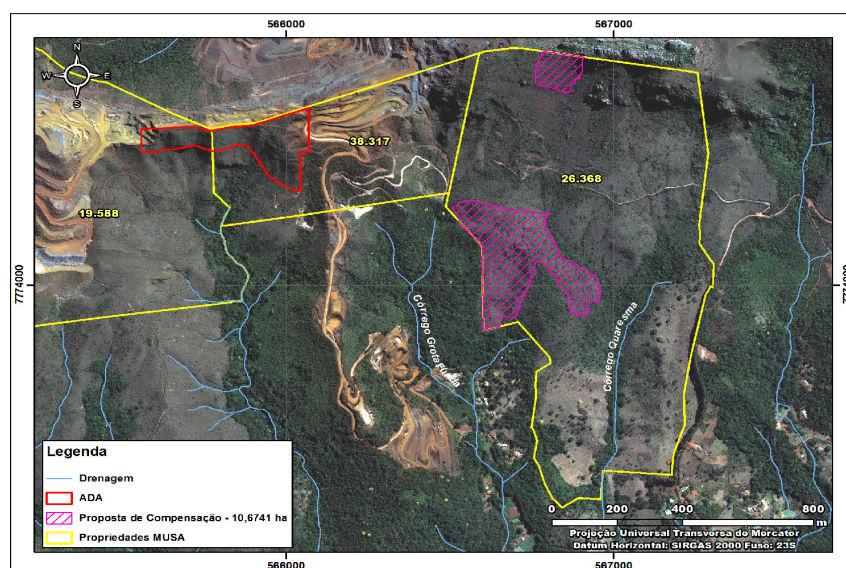 566000
567000
N
W
E
S
38.317
26.368
19.588
7774000
7774000
Córrego Grota Funda
Córrego Quaresma
Legenda
Drenagem
ADA
Proposta de Compensação - 10,6741 ha
Propriedades MUSA
0 200 400 600 800
m
Projeção Universal Transversa do Mercator
Datum Horizontal: SIRGAS 2000 Fuso: 23S
566000
567000